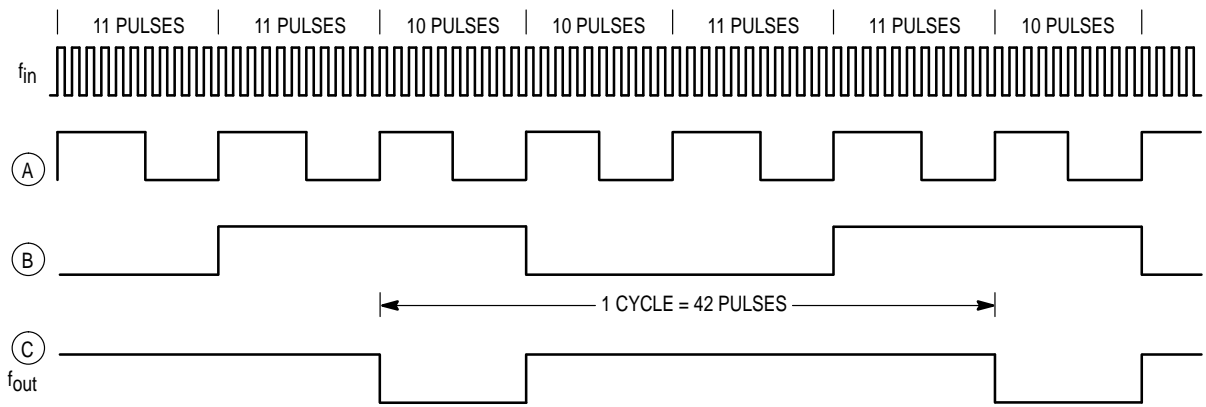 11 PULSES 11 PULSES 10 PULSES 10 PULSES 11 PULSES 11 PULSES 10 PULSES
fin
A
B
1 CYCLE = 42 PULSES
C
fout